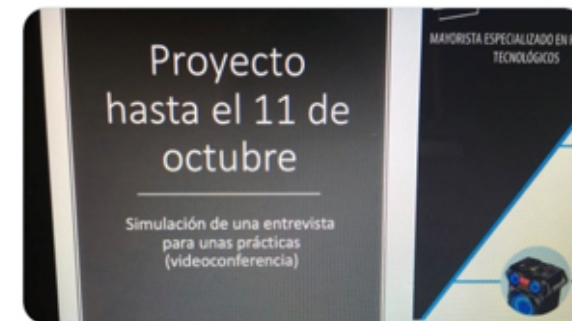 Proyecto
hasta el 11 de
octubre
Simulación de una entrevista
para unas prácticas
(videoconferencia)
MAYORISTA ESPECIALIZADO EN
TECNOLÓGICOS